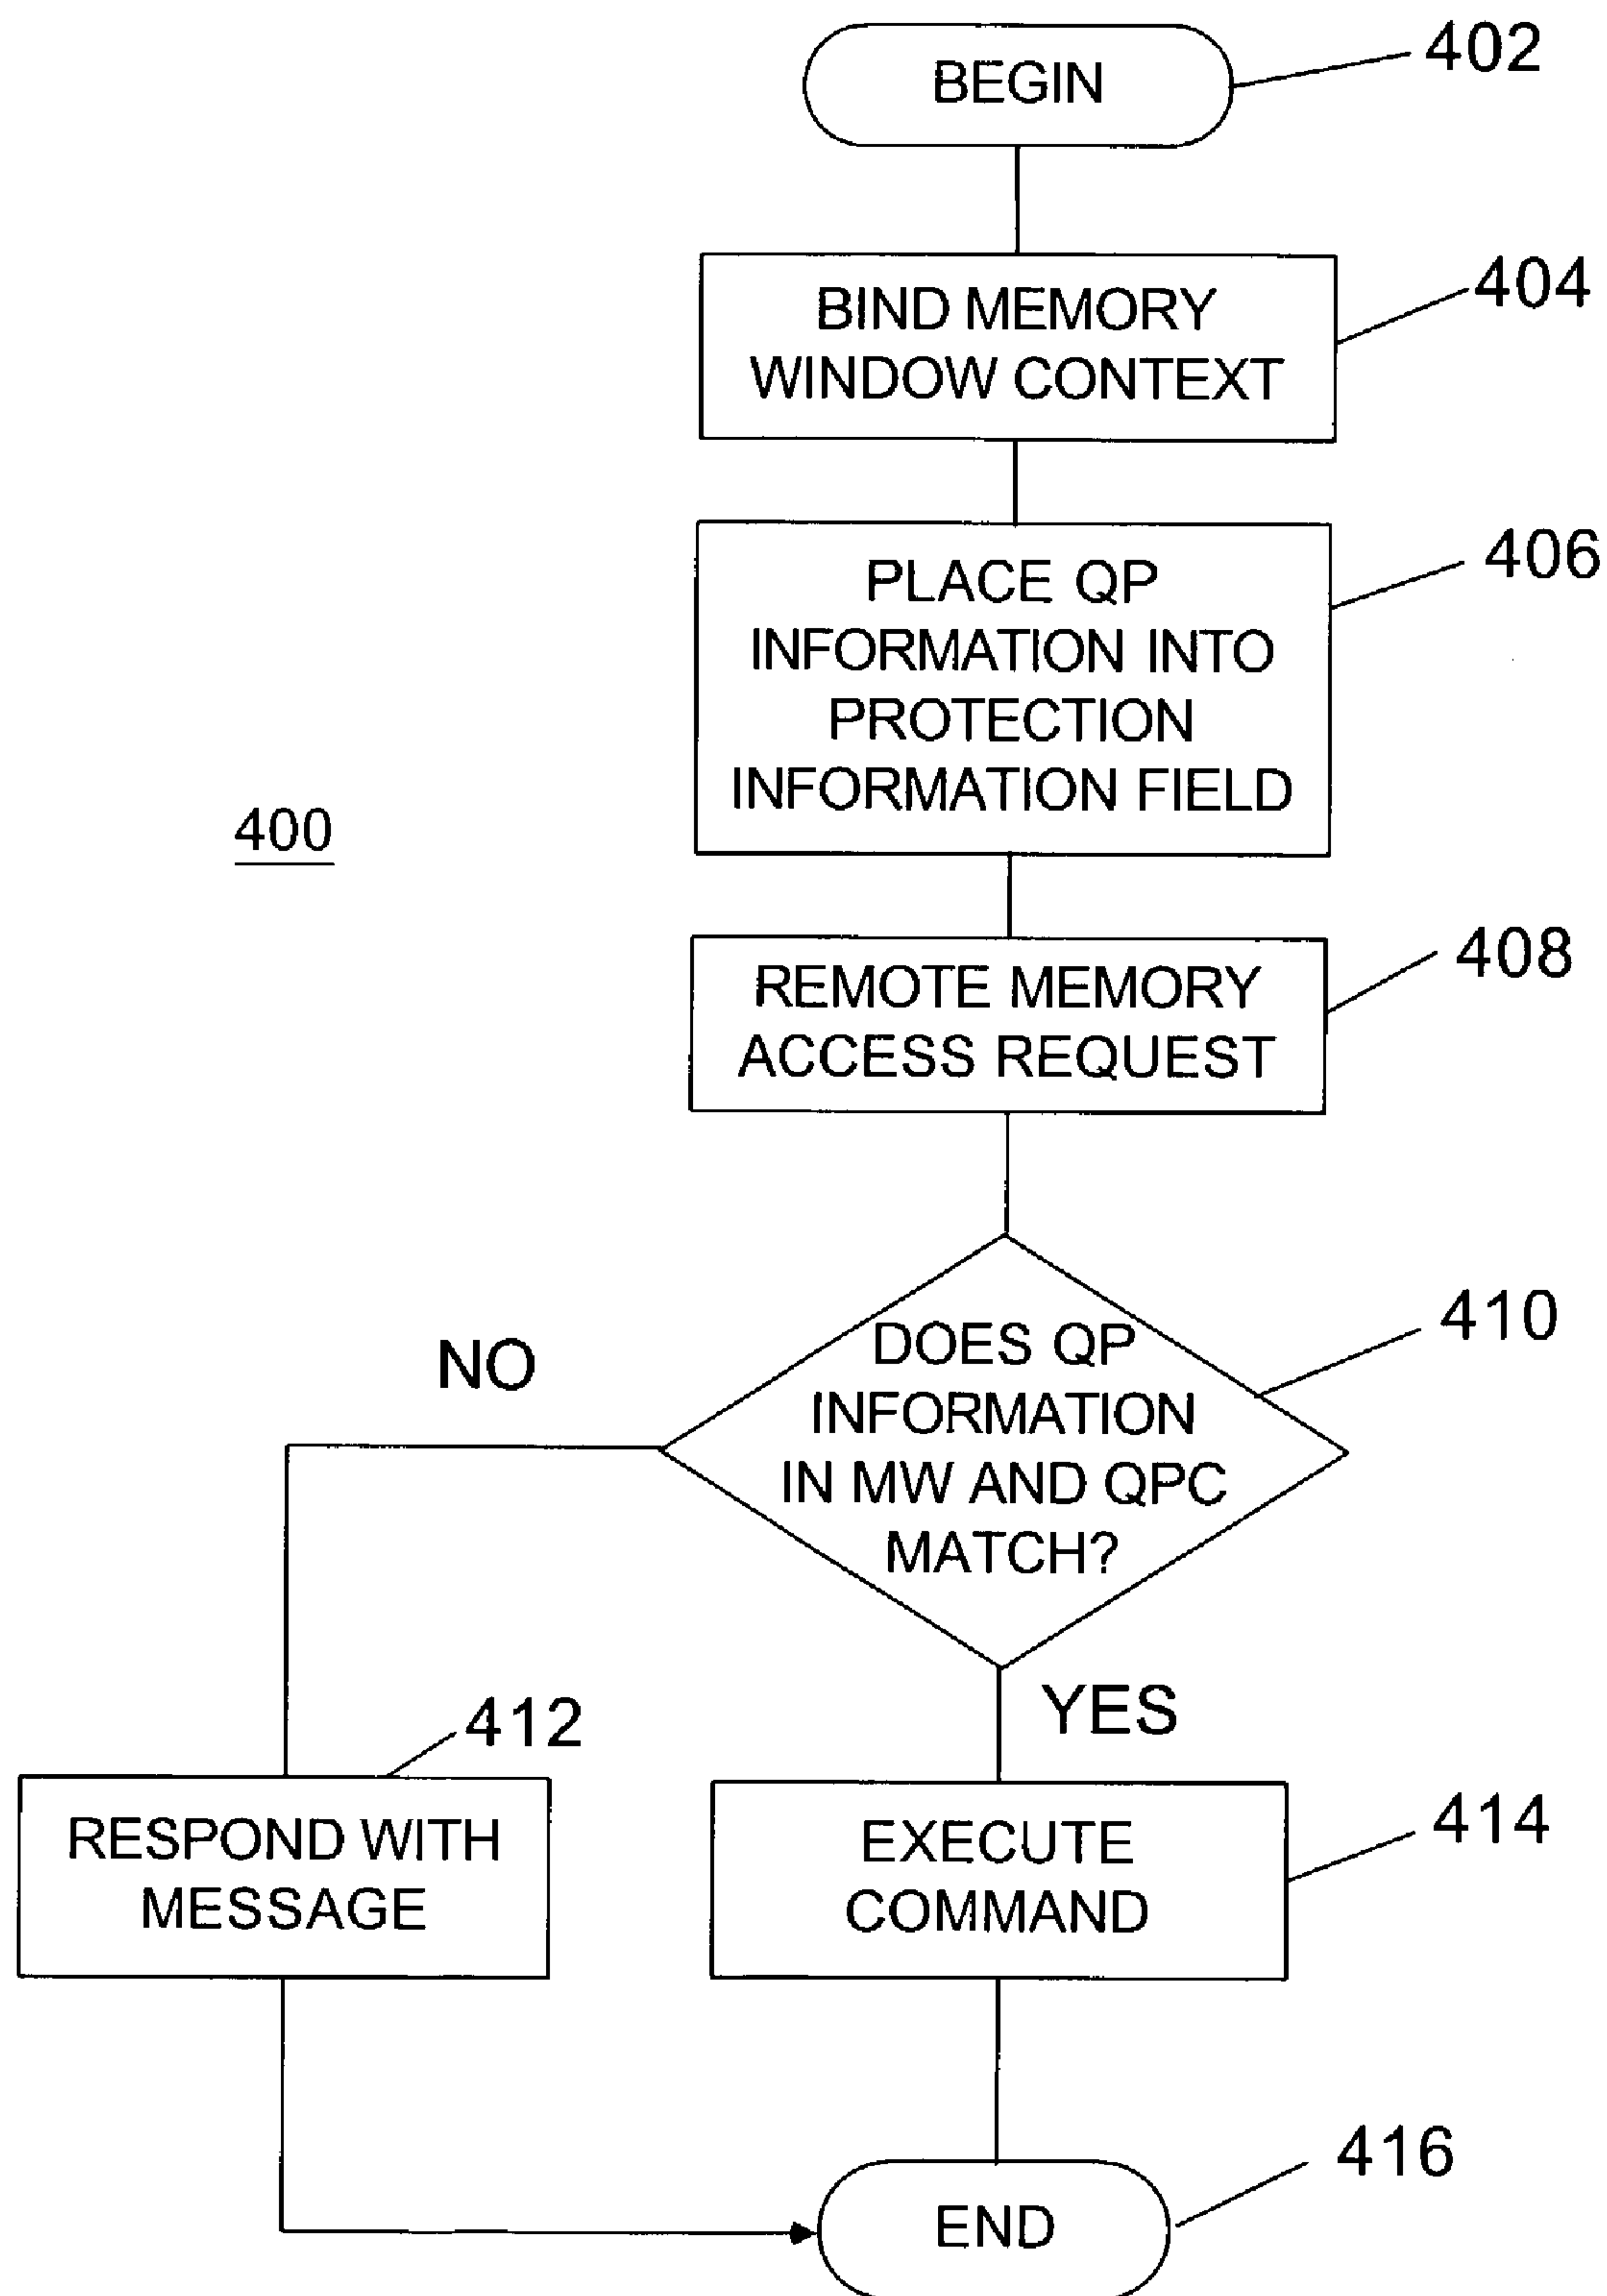 BEGIN
402
BIND MEMORY
WINDOW CONTEXT
404
PLACE QP
INFORMATION INTO
PROTECTION
INFORMATION FIELD
406
400
REMOTE MEMORY
ACCESS REQUEST
408
DOES QP
INFORMATION
IN MW AND QPC
MATCH?
410
NO
YES
412
RESPOND WITH
MESSAGE
EXECUTE
COMMAND
414
END
416